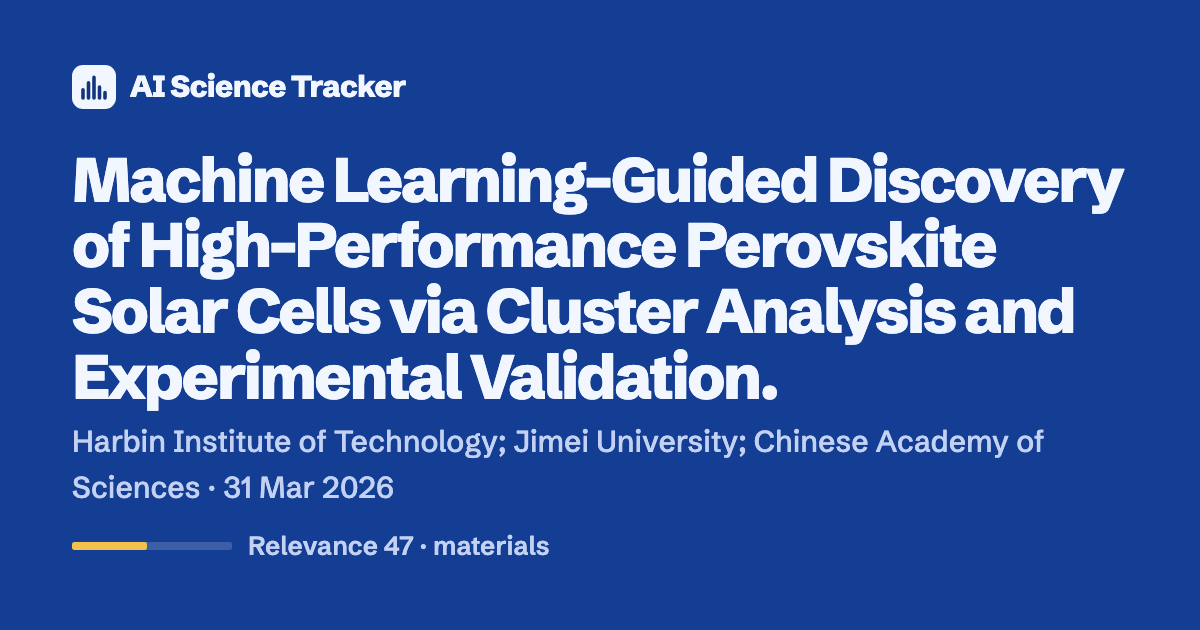 AI Science Tracker
Machine Learning-Guided Discovery
of High-Performance Perovskite
Solar Cells via Cluster Analysis and
Experimental Validation.
Harbin Institute of Technology; Jimei University; Chinese Academy of
Sciences · 31 Mar 2026
Relevance 47 · materials